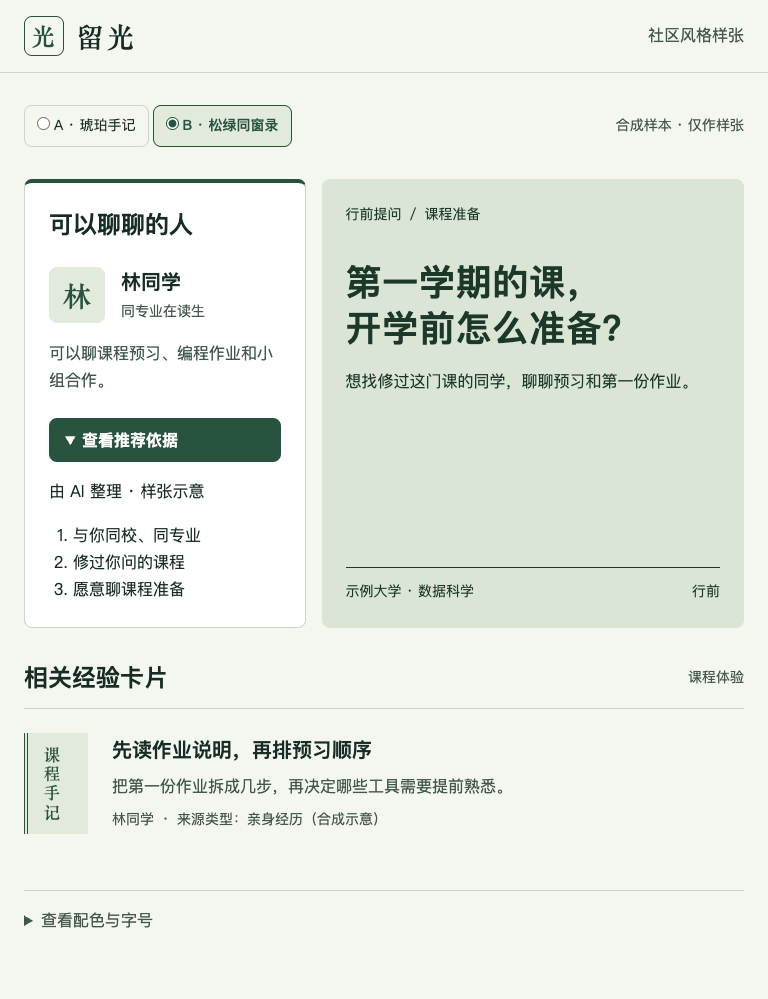 光 留光
社区风格样张
A · 琥珀手记
B · 松绿同窗录
合成样本 · 仅作样张
可以聊聊的人
林
林同学
同专业在读生
可以聊课程预习、编程作业和小
组合作。
▼ 查看推荐依据
由 AI 整理 · 样张示意
1. 与你同校、同专业
2. 修过你问的课程
3. 愿意聊课程准备
行前提问 / 课程准备
第一学期的课，
开学前怎么准备？
想找修过这门课的同学，聊聊预习和第一份作业。
示例大学 · 数据科学
行前
相关经验卡片
课程体验
课程手记
先读作业说明，再排预习顺序
把第一份作业拆成几步，再决定哪些工具需要提前熟悉。
林同学 · 来源类型：亲身经历（合成示意）
▶ 查看配色与字号